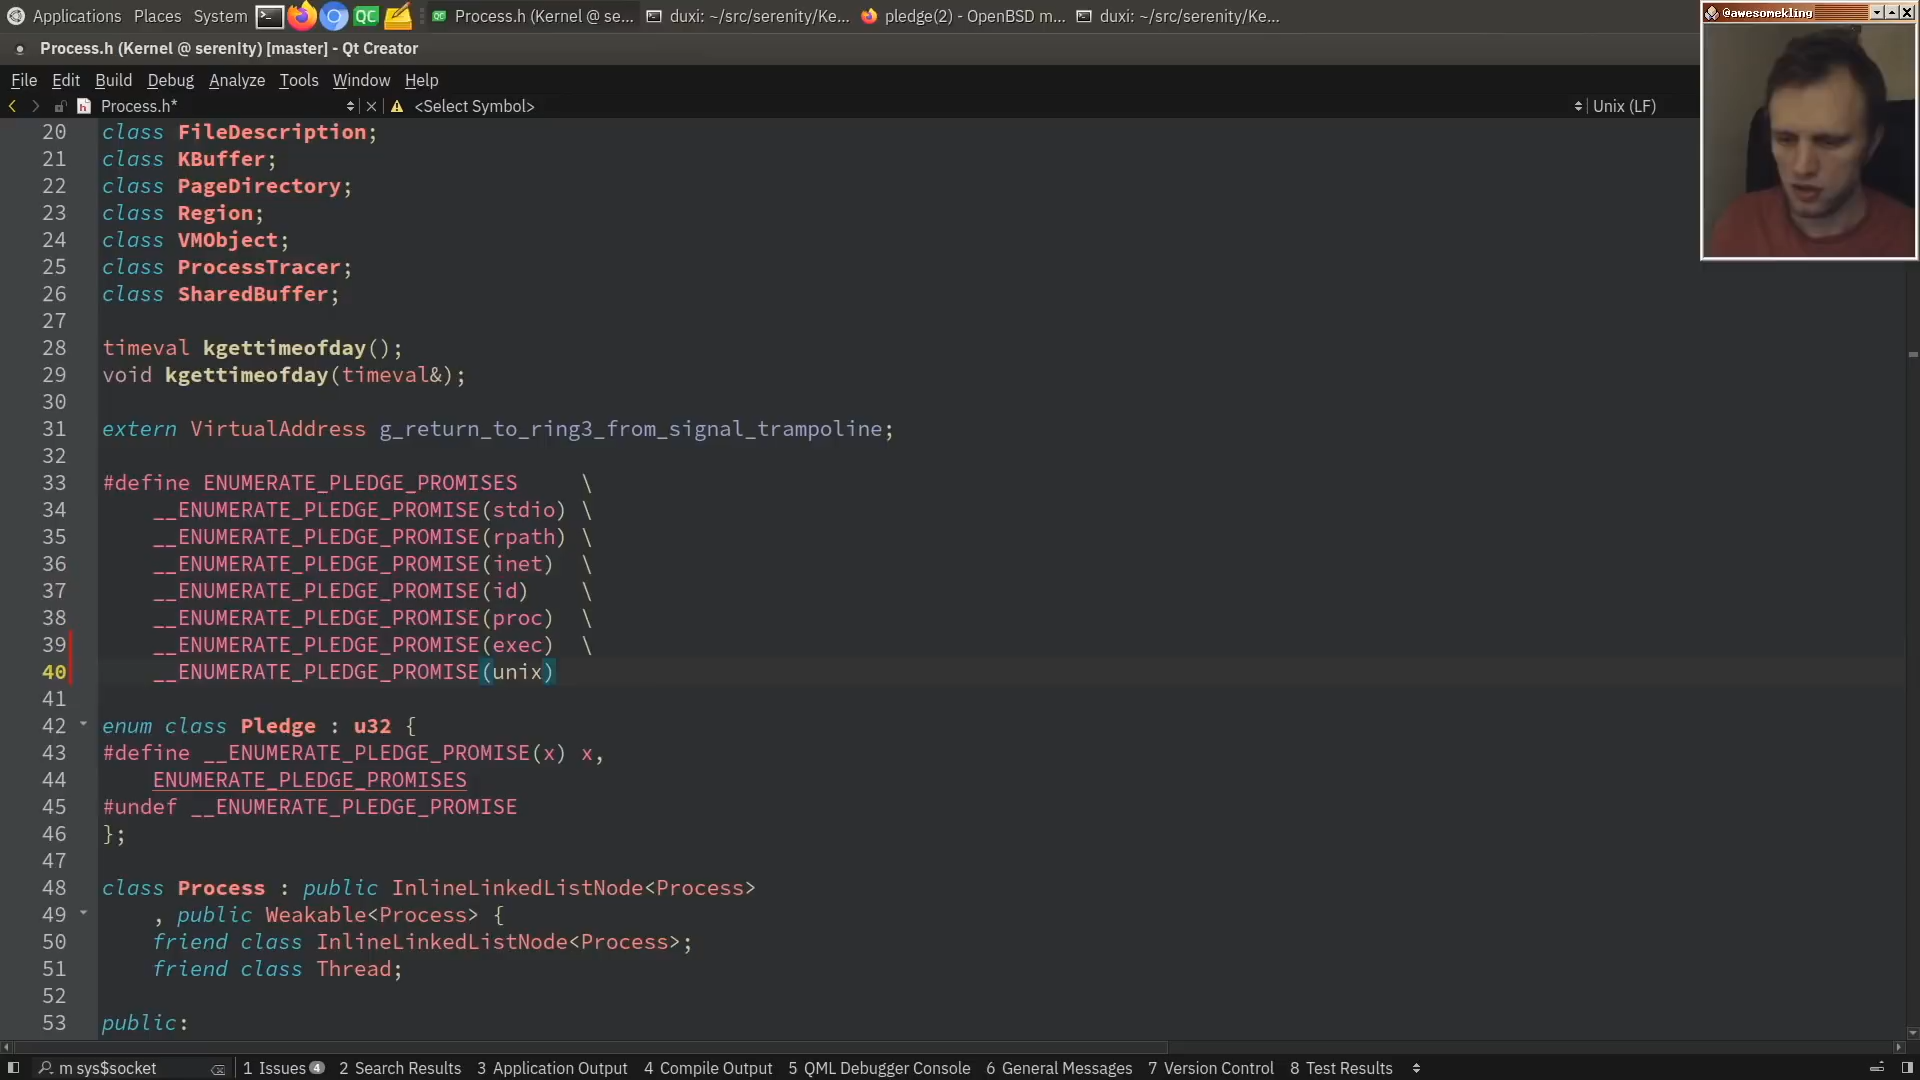 Applications Places System QC QC Process.h (Kernel @ se... duxi: ~/src/serenity/Ke... pledge(2) - OpenBSD m... duxi: ~/src/serenity/Ke...
@awesomekling
Process.h (Kernel @ serenity) [master] - Qt Creator
File Edit Build Debug Analyze Tools Window Help
Process.h* <Select Symbol> Unix (LF)
20 class FileDescription;
21 class KBuffer;
22 class PageDirectory;
23 class Region;
24 class VMObject;
25 class ProcessTracer;
26 class SharedBuffer;
27
28 timeval kgettimeofday();
29 void kgettimeofday(timeval&);
30
31 extern VirtualAddress g_return_to_ring3_from_signal_trampoline;
32
33 #define ENUMERATE_PLEDGE_PROMISES \
34 __ENUMERATE_PLEDGE_PROMISE(stdio) \
35 __ENUMERATE_PLEDGE_PROMISE(rpath) \
36 __ENUMERATE_PLEDGE_PROMISE(inet) \
37 __ENUMERATE_PLEDGE_PROMISE(id) \
38 __ENUMERATE_PLEDGE_PROMISE(proc) \
39 __ENUMERATE_PLEDGE_PROMISE(exec) \
40 __ENUMERATE_PLEDGE_PROMISE(unix)
41
42 enum class Pledge : u32 {
43 #define __ENUMERATE_PLEDGE_PROMISE(x) x,
44 ENUMERATE_PLEDGE_PROMISES
45 #undef __ENUMERATE_PLEDGE_PROMISE
46 };
47
48 class Process : public InlineLinkedListNode<Process>
49 , public Weakable<Process> {
50 friend class InlineLinkedListNode<Process>;
51 friend class Thread;
52
53 public:
m sys$socket 1 Issues 4 2 Search Results 3 Application Output 4 Compile Output 5 QML Debugger Console 6 General Messages 7 Version Control 8 Test Results